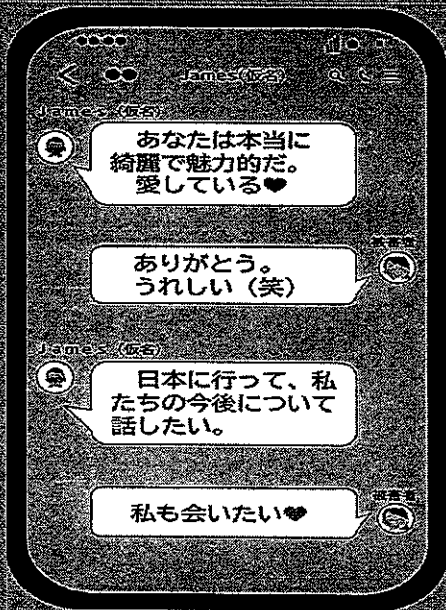 James(仮名)
James(仮名)
あなたは本当に
綺麗で魅力的だ。
愛している❤
被害者
ありがとう。
うれしい(笑)
James(仮名)
日本に行って、私
たちの今後について
話したい。
被害者
私も会いたい❤